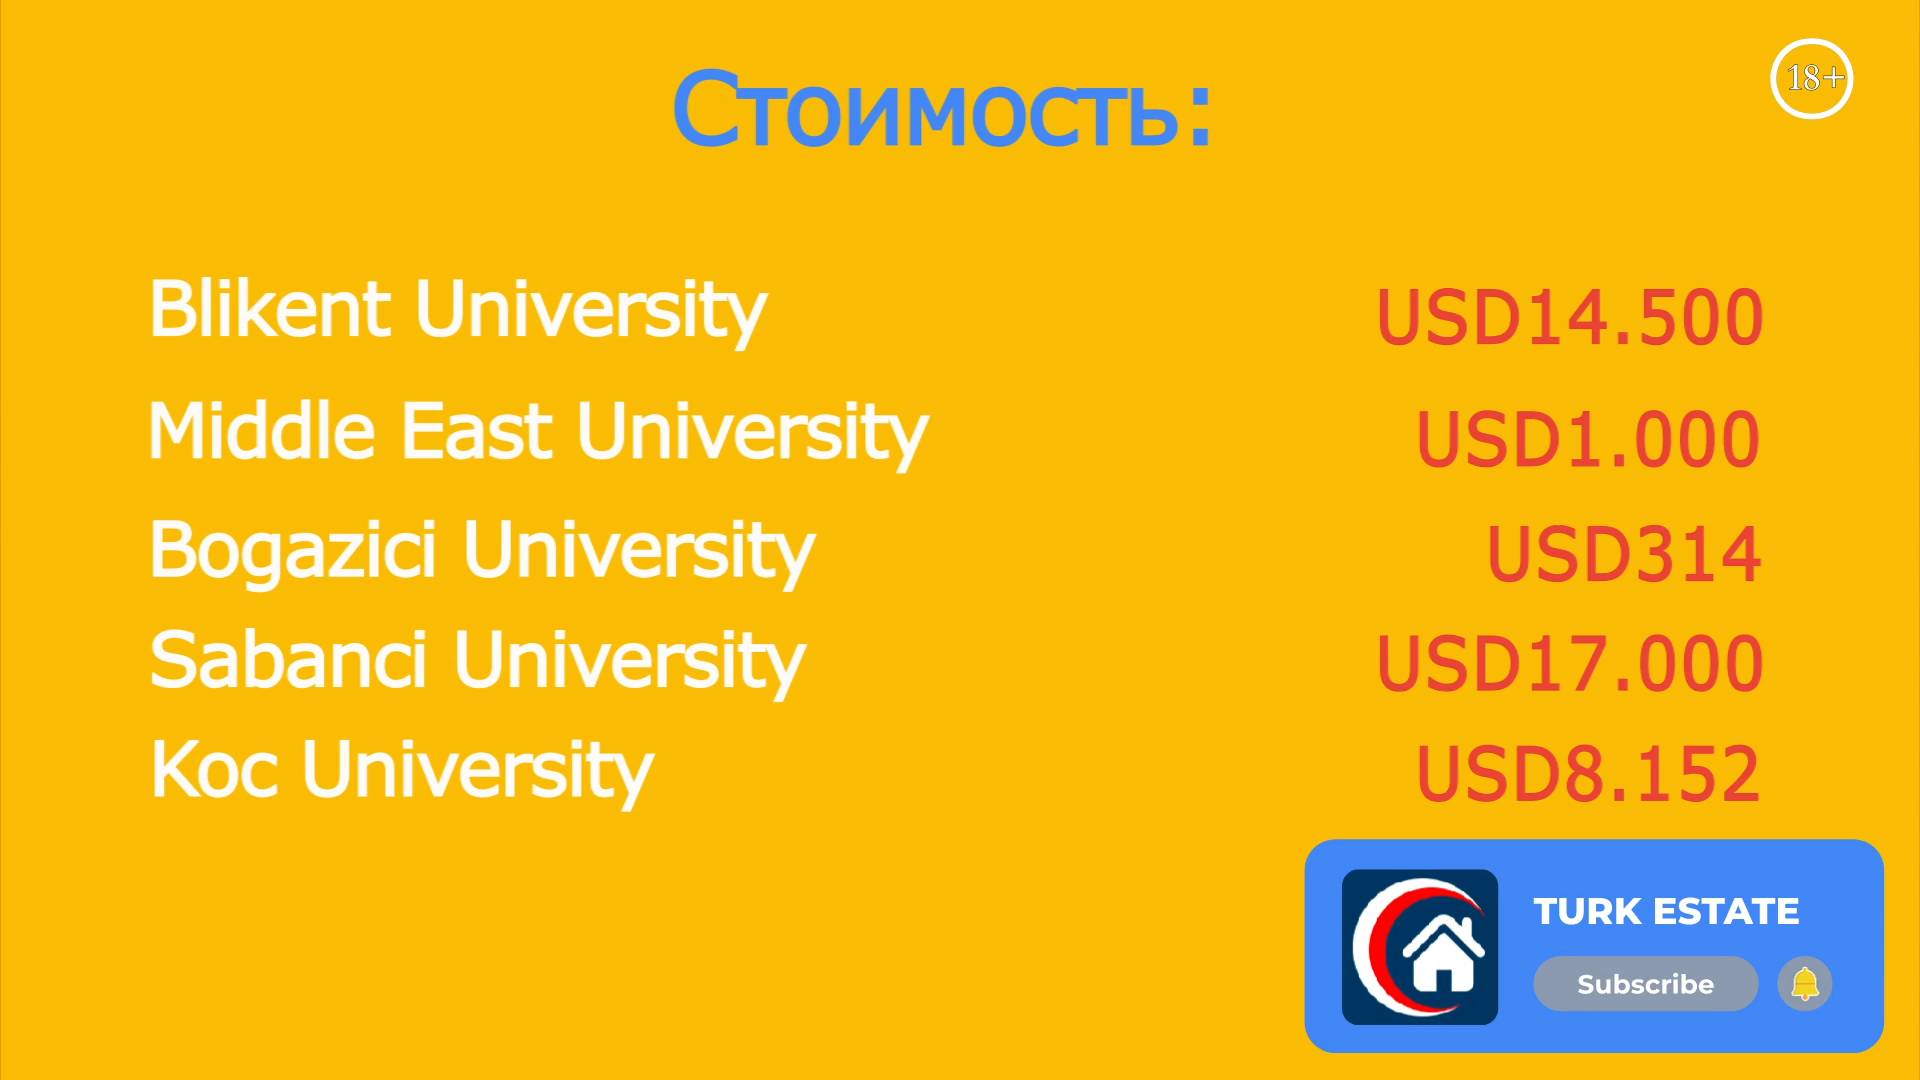 Стоимость:
18+
Blikent University USD14.500
Middle East University USD1.000
Bogazici University USD314
Sabanci University USD17.000
Koc University USD8.152
TURK ESTATE
Subscribe